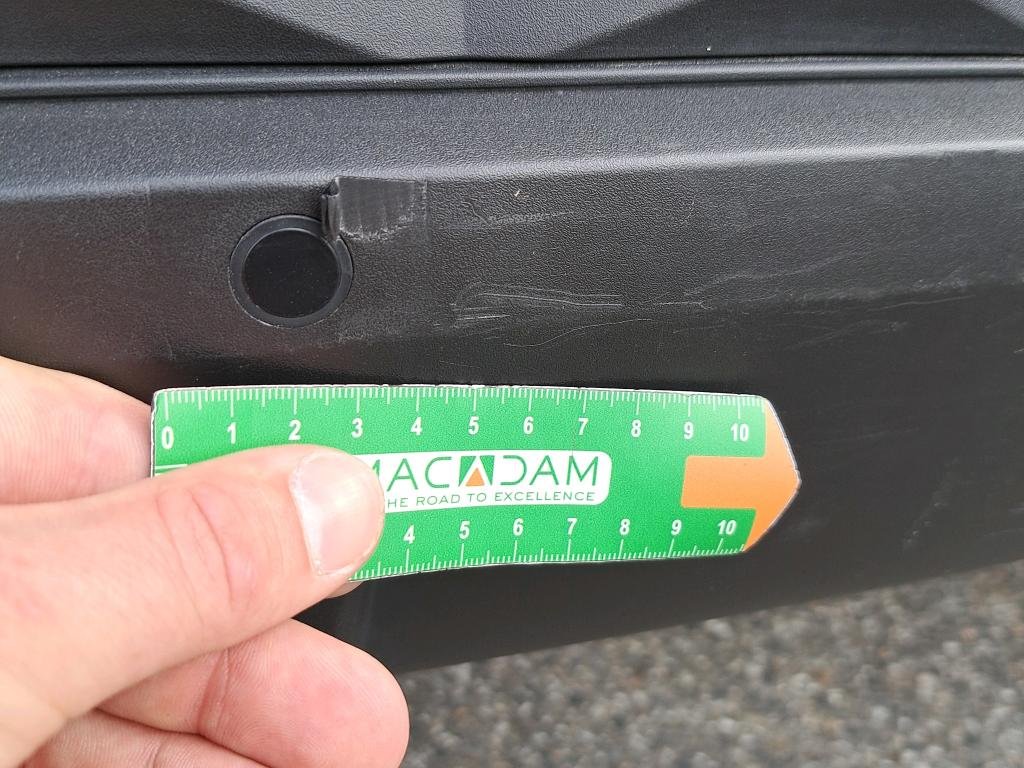 0 1 2 3 4 5 6 7 8 9 10
MACADAM
HE ROAD TO EXCELLENCE
4 5 6 7 8 9 10